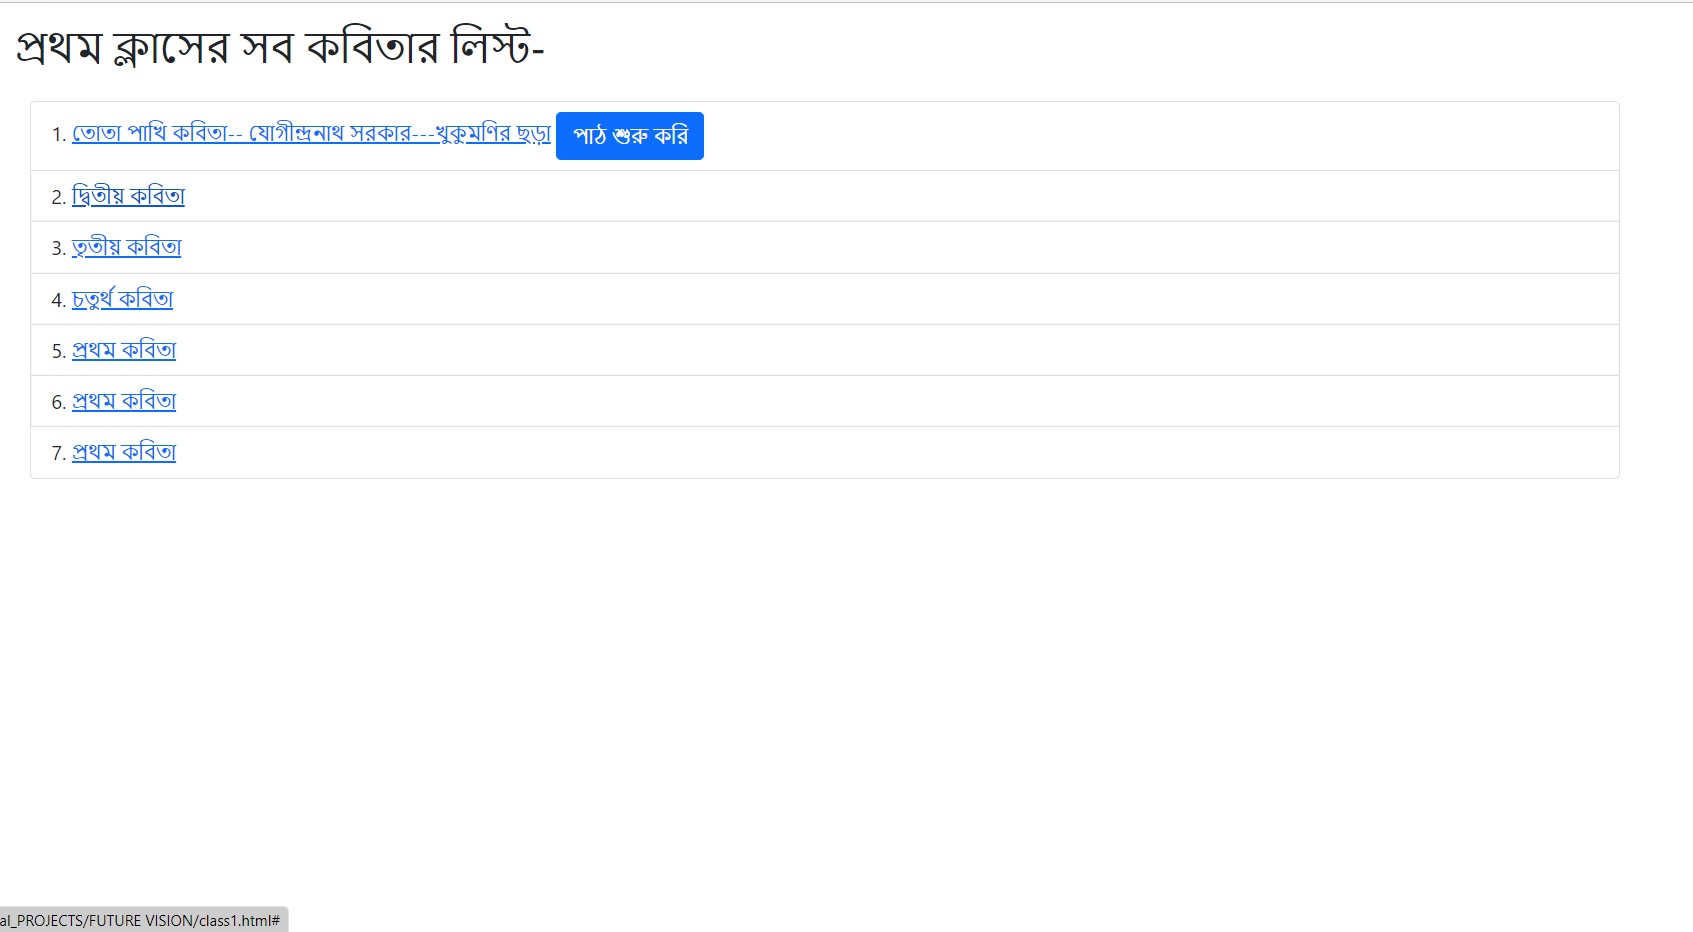 প্রথম ক্লাসের সব কবিতার লিস্ট-
1. তোতা পাখি কবিতা-- যোগীন্দ্রনাথ সরকার---খুকুমণির ছড়া পাঠ শুরু করি
2. দ্বিতীয় কবিতা
3. তৃতীয় কবিতা
4. চতুর্থ কবিতা
5. প্রথম কবিতা
6. প্রথম কবিতা
7. প্রথম কবিতা
al_PROJECTS/FUTURE VISION/class1.html#